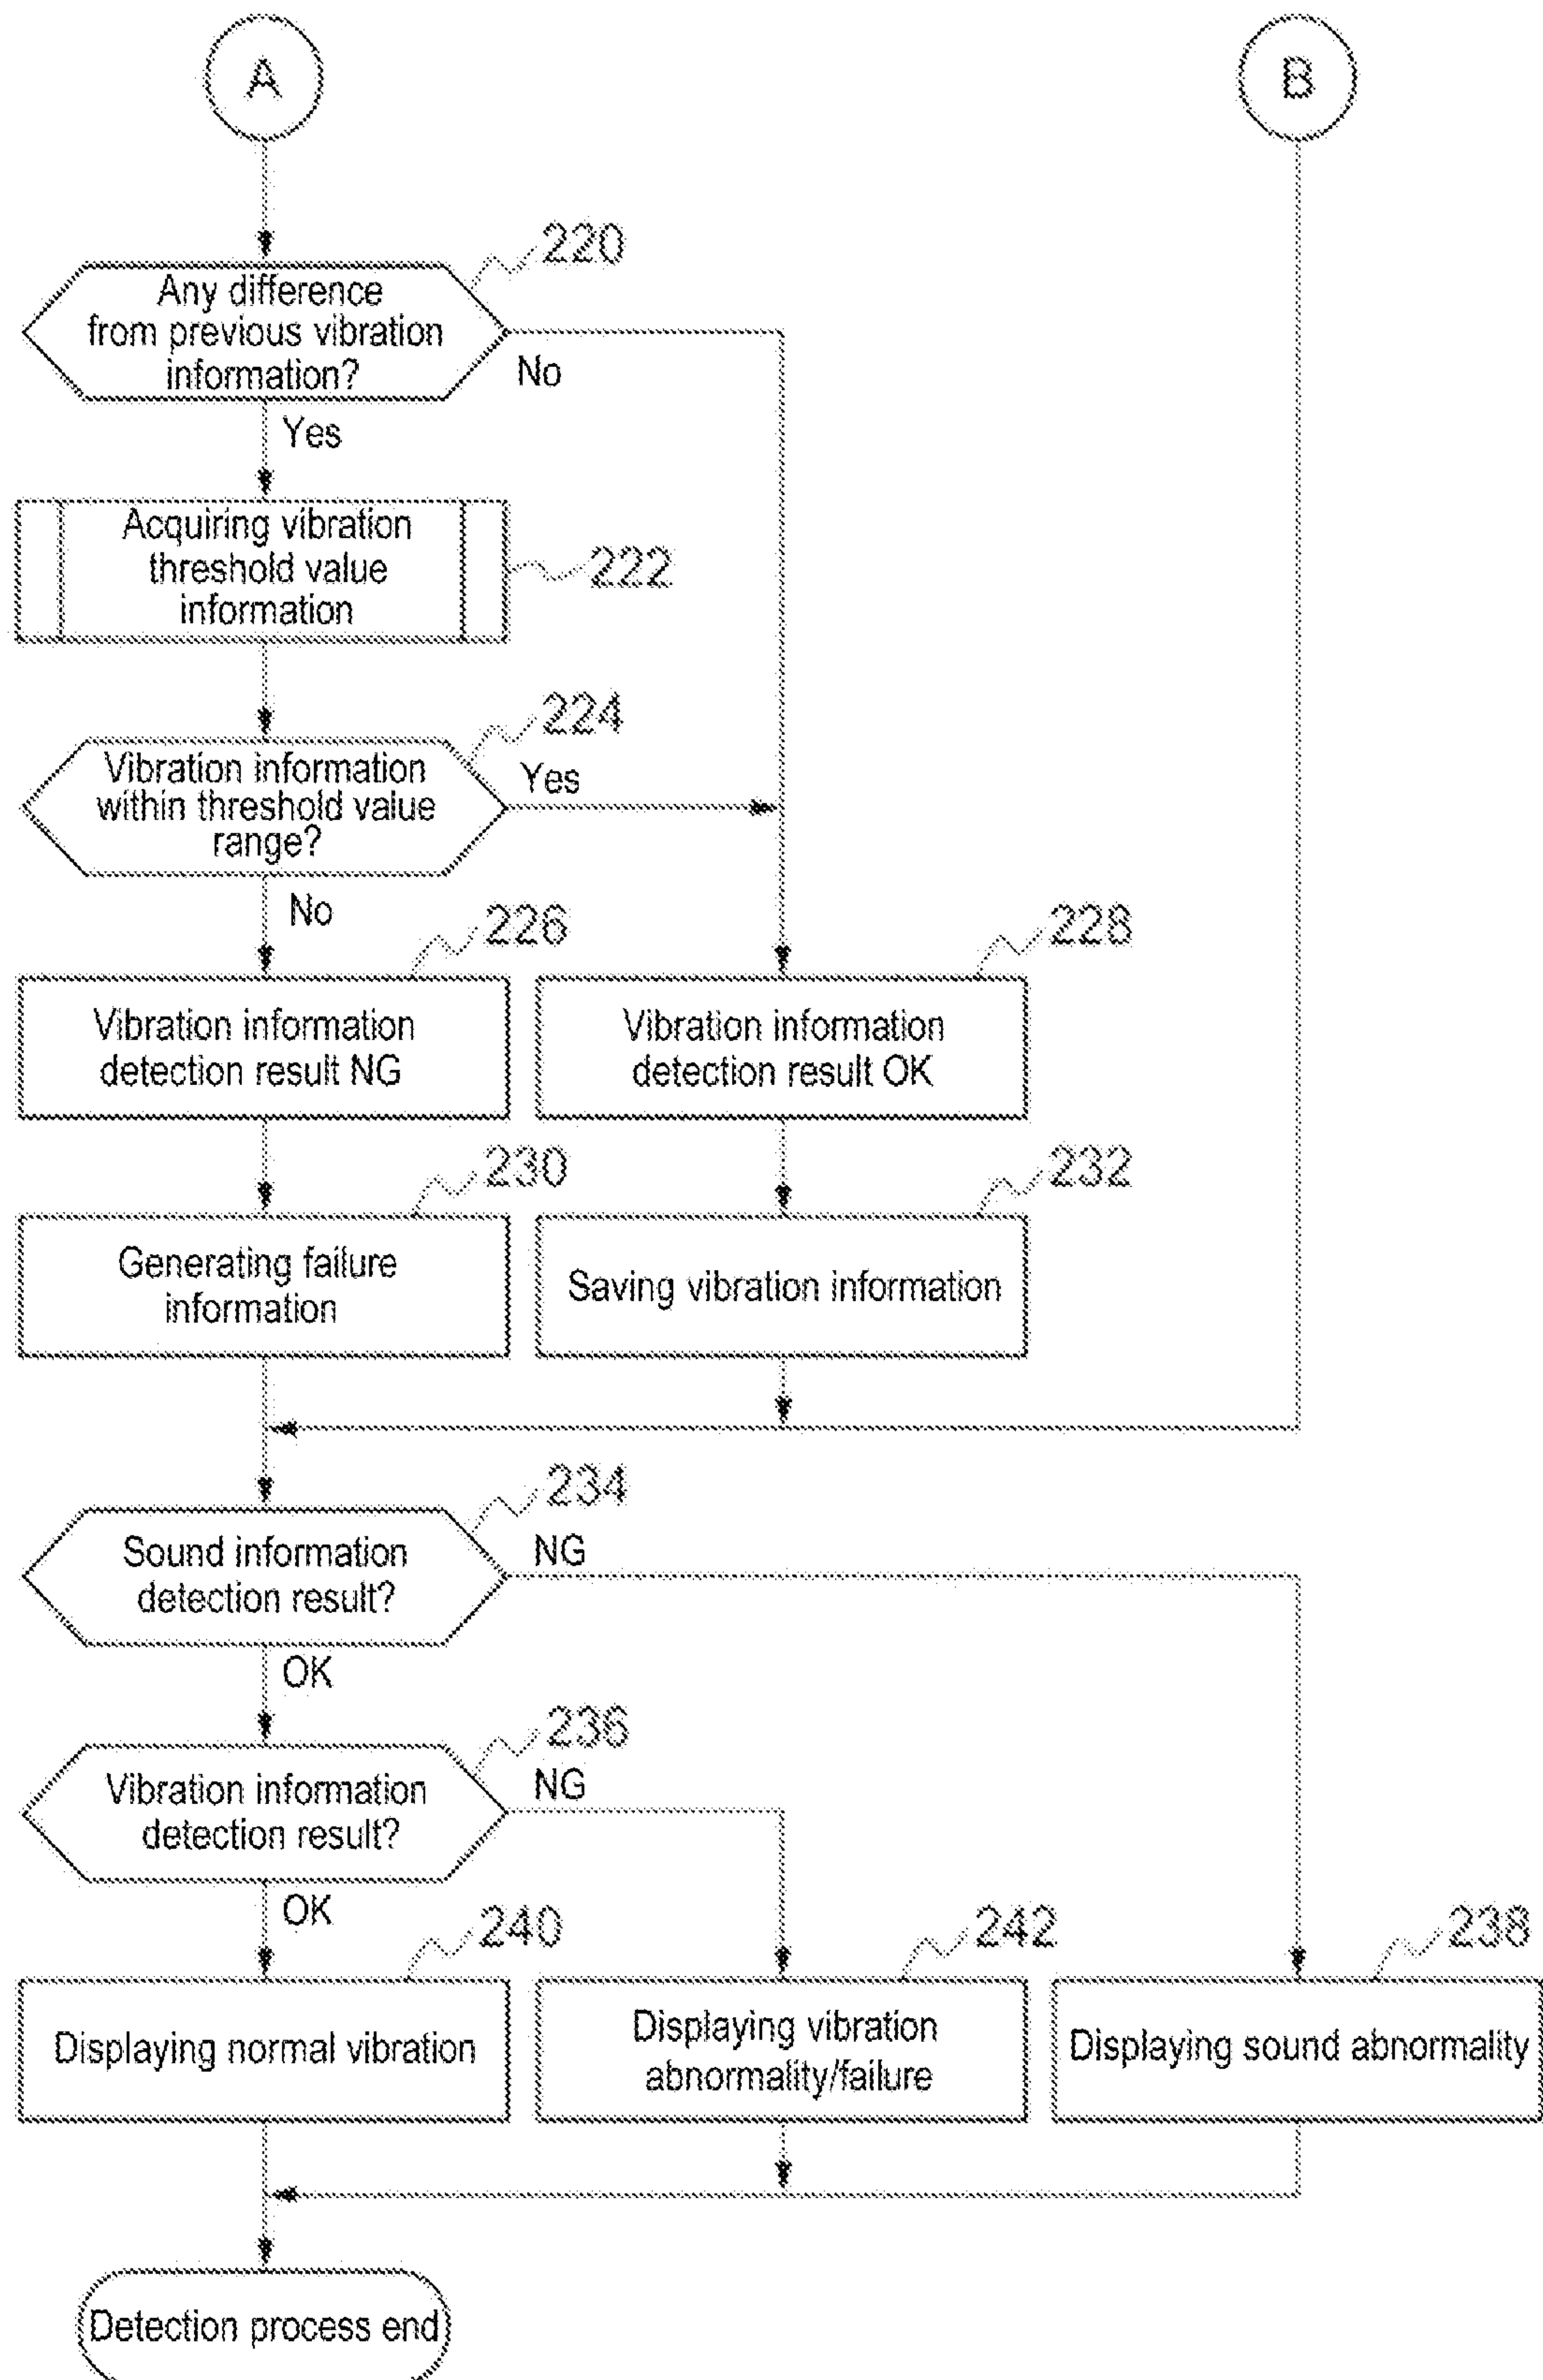 A
B
220
Any difference
from previous vibration
information?
No
Yes
Acquiring vibration
threshold value
information
222
224
Vibration information
within threshold value
range?
Yes
No
226
228
Vibration information
detection result NG
Vibration information
detection result OK
230
232
Generating failure
information
Saving vibration information
234
Sound information
detection result?
NG
OK
236
Vibration information
detection result?
NG
OK
240
242
238
Displaying normal vibration
Displaying vibration
abnormality/failure
Displaying sound abnormality
Detection process end